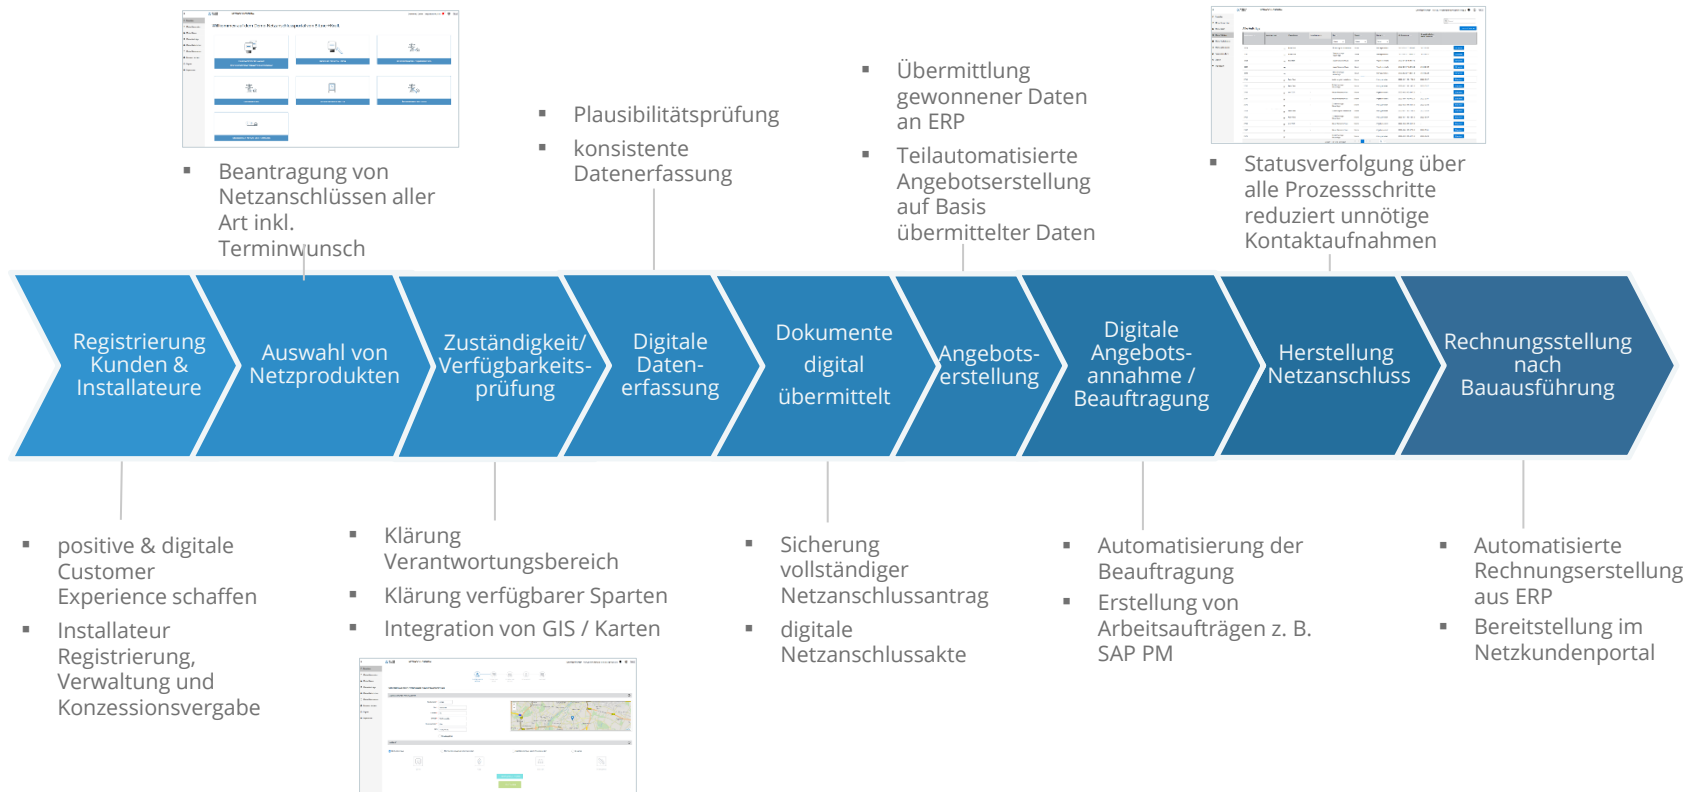 ▪ Beantragung von
Netzanschlüssen aller
Art inkl.
Terminwunsch
▪ Plausibilitätsprüfung
▪ konsistente
Datenerfassung
▪ Übermittlung
gewonnener Daten
an ERP
▪ Teilautomatisierte
Angebotserstellung
auf Basis
übermittelter Daten
▪ Statusverfolgung über
alle Prozessschritte
reduziert unnötige
Kontaktaufnahmen
Registrierung
Kunden &
Installateure
Auswahl von
Netzprodukten
Zuständigkeit/
Verfügbarkeits-
prüfung
Digitale
Daten-
erfassung
Dokumente
digital
übermittelt
Angebots-
erstellung
Digitale
Angebots-
annahme /
Beauftragung
Herstellung
Netzanschluss
Rechnungsstellung
nach
Bauausführung
▪ positive & digitale
Customer
Experience schaffen
▪ Installateur
Registrierung,
Verwaltung und
Konzessionsvergabe
▪ Klärung
Verantwortungsbereich
▪ Klärung verfügbarer Sparten
▪ Integration von GIS / Karten
▪ Sicherung
vollständiger
Netzanschlussantrag
▪ digitale
Netzanschlussakte
▪ Automatisierung der
Beauftragung
▪ Erstellung von
Arbeitsaufträgen z. B.
SAP PM
▪ Automatisierte
Rechnungserstellung
aus ERP
▪ Bereitstellung im
Netzkundenportal